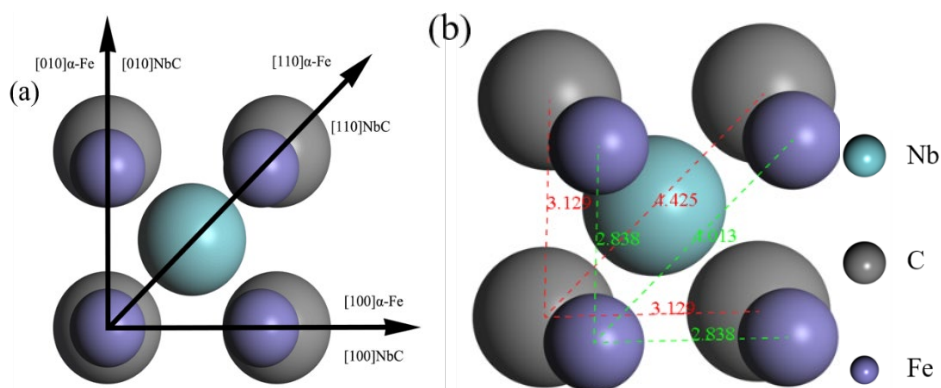 (a)
[010]α-Fe
[010]NbC
[110]α-Fe
[110]NbC
[100]α-Fe
[100]NbC
(b)
3.129
4.425
2.838
4.013
3.129
2.838
Nb
C
Fe